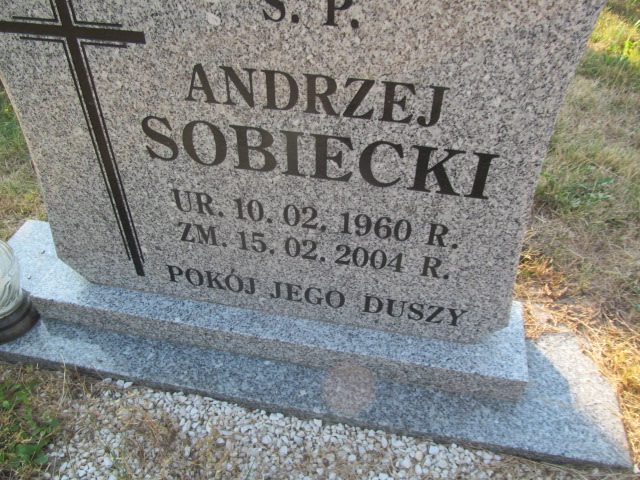 Ś. P.
ANDRZEJ
SOBIECKI
UR. 10. 02. 1960 R.
ZM. 15. 02. 2004 R.
POKÓJ JEGO DUSZY